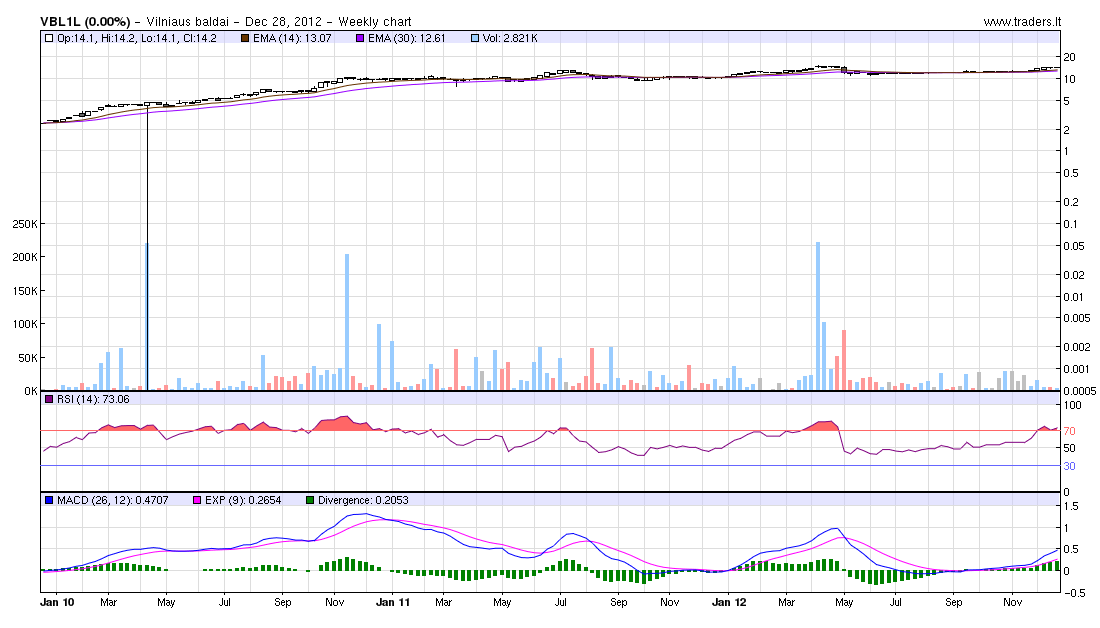 VBL1L (0.00%) – Vilniaus baldai – Dec 28, 2012 – Weekly chart www.traders.lt
Op:14.1, Hi:14.2, Lo:14.1, Cl:14.2 EMA (14): 13.07 EMA (30): 12.61 Vol: 2.821K
20
10
5
2
1
0.5
0.2
0.1
0.05
0.02
0.01
0.005
0.002
0.001
0.0005
250K
200K
150K
100K
50K
0K
RSI (14): 73.06
100
70
50
30
0
MACD (26, 12): 0.4707 EXP (9): 0.2654 Divergence: 0.2053
1.5
1
0.5
0
-0.5
Jan 10 Mar May Jul Sep Nov Jan 11 Mar May Jul Sep Nov Jan 12 Mar May Jul Sep Nov